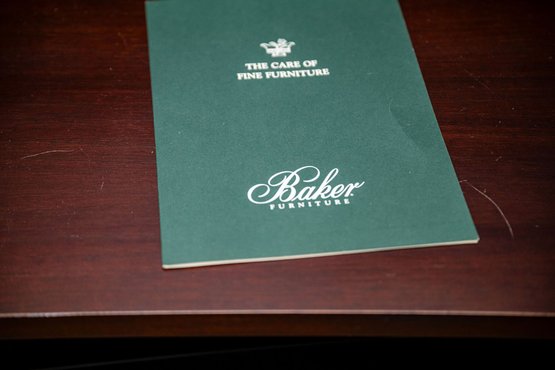 THE CARE OF
FINE FURNITURE
Baker
FURNITURE